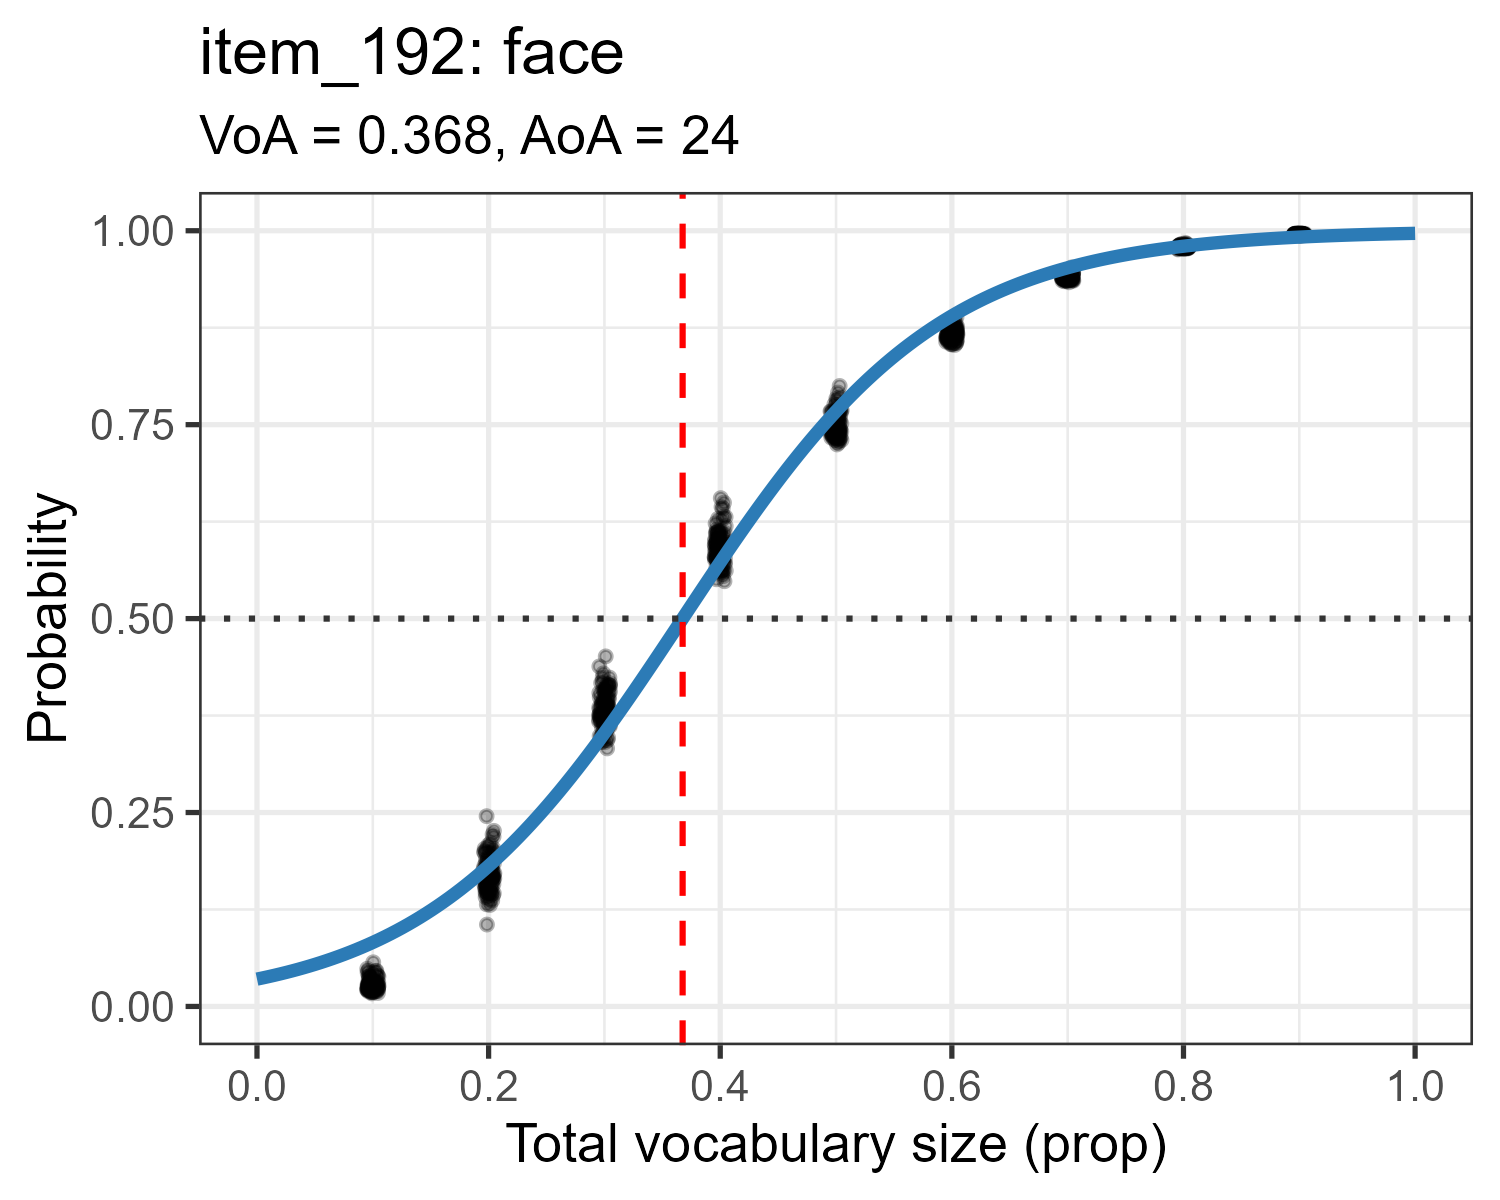 item_192: face
VoA = 0.368, AoA = 24
1.00
0.75
0.50
0.25
0.00
Probability
0.0 0.2 0.4 0.6 0.8 1.0
Total vocabulary size (prop)